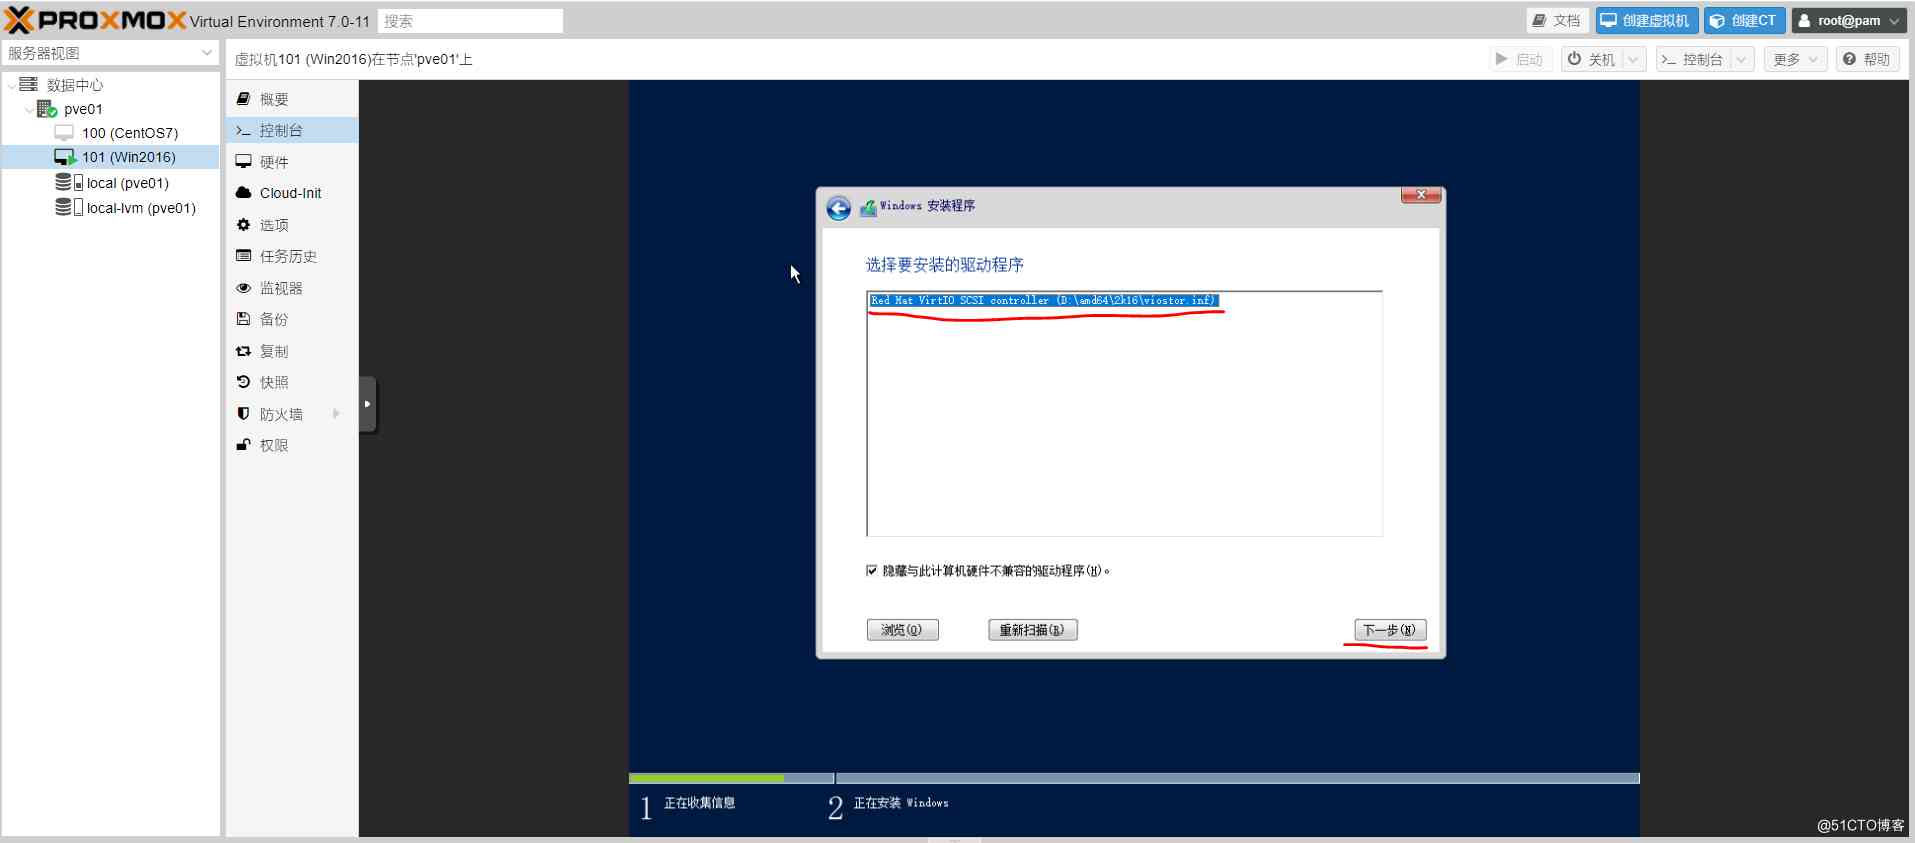 PROXMOX Virtual Environment 7.0-11 搜索 文档 创建虚拟机 创建CT root@pam
服务器视图
数据中心
pve01
100 (CentOS7)
101 (Win2016)
local (pve01)
local-lvm (pve01)
虚拟机101 (Win2016)在节点'pve01'上 启动 关机 控制台 更多 帮助
概要
控制台
硬件
Cloud-Init
选项
任务历史
监视器
备份
复制
快照
防火墙
权限
Windows 安装程序
选择要安装的驱动程序
Red Hat VirtIO SCSI controller (D:\amd64\2k16\viostor.inf)
隐藏与此计算机硬件不兼容的驱动程序(H)。
浏览(O) 重新扫描(R) 下一步(N)
1 正在收集信息 2 正在安装 Windows
@51CTO博客